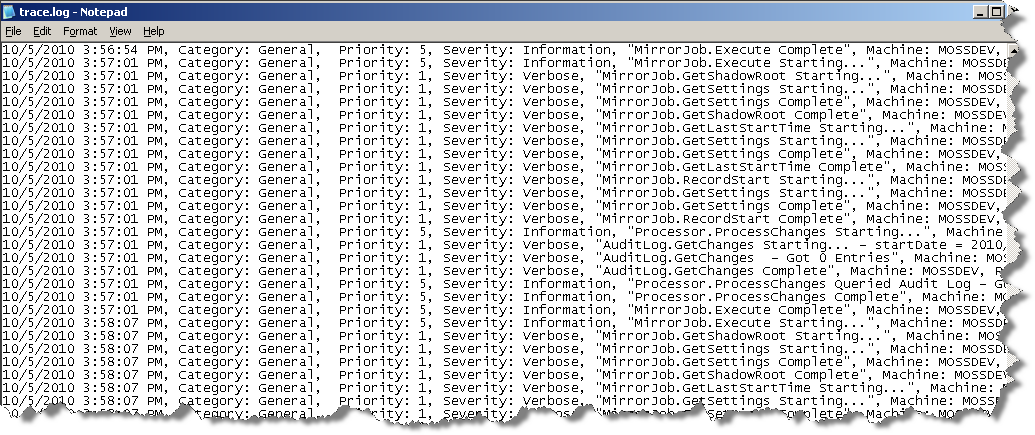 trace.log - Notepad
File Edit Format View Help
10/5/2010 3:56:54 PM, Category: General, Priority: 5, Severity: Information, "MirrorJob.Execute Complete", Machine: MOSSDEV,
10/5/2010 3:57:01 PM, Category: General, Priority: 5, Severity: Information, "MirrorJob.Execute Starting...", Machine: MOSSD
10/5/2010 3:57:01 PM, Category: General, Priority: 1, Severity: Verbose, "MirrorJob.GetShadowRoot Starting...", Machine: MOS
10/5/2010 3:57:01 PM, Category: General, Priority: 1, Severity: Verbose, "MirrorJob.GetSettings Starting...", Machine: MOSSD
10/5/2010 3:57:01 PM, Category: General, Priority: 1, Severity: Verbose, "MirrorJob.GetSettings Complete", Machine: MOSSDEV,
10/5/2010 3:57:01 PM, Category: General, Priority: 1, Severity: Verbose, "MirrorJob.GetShadowRoot Complete", Machine: MOSSDE
10/5/2010 3:57:01 PM, Category: General, Priority: 1, Severity: Verbose, "MirrorJob.GetLastStartTime Starting...", Machine: M
10/5/2010 3:57:01 PM, Category: General, Priority: 1, Severity: Verbose, "MirrorJob.GetSettings Starting...", Machine: MOSSD
10/5/2010 3:57:01 PM, Category: General, Priority: 1, Severity: Verbose, "MirrorJob.GetSettings Complete", Machine: MOSSDEV,
10/5/2010 3:57:01 PM, Category: General, Priority: 1, Severity: Verbose, "MirrorJob.GetLastStartTime Complete", Machine: MOS
10/5/2010 3:57:01 PM, Category: General, Priority: 1, Severity: Verbose, "MirrorJob.RecordStart Starting...", Machine: MOSSD
10/5/2010 3:57:01 PM, Category: General, Priority: 1, Severity: Verbose, "MirrorJob.GetSettings Starting...", Machine: MOSSD
10/5/2010 3:57:01 PM, Category: General, Priority: 1, Severity: Verbose, "MirrorJob.GetSettings Complete", Machine: MOSSDEV,
10/5/2010 3:57:01 PM, Category: General, Priority: 1, Severity: Verbose, "MirrorJob.RecordStart Complete", Machine: MOSSDEV,
10/5/2010 3:57:01 PM, Category: General, Priority: 5, Severity: Information, "Processor.ProcessChanges Starting...", Machine
10/5/2010 3:57:01 PM, Category: General, Priority: 1, Severity: Verbose, "AuditLog.GetChanges Starting... - startDate = 2010/
10/5/2010 3:57:01 PM, Category: General, Priority: 1, Severity: Verbose, "AuditLog.GetChanges - Got 0 Entries", Machine: MOS
10/5/2010 3:57:01 PM, Category: General, Priority: 1, Severity: Verbose, "AuditLog.GetChanges Complete", Machine: MOSSDEV,
10/5/2010 3:57:01 PM, Category: General, Priority: 5, Severity: Information, "Processor.ProcessChanges Queried Audit Log - G
10/5/2010 3:57:01 PM, Category: General, Priority: 5, Severity: Information, "Processor.ProcessChanges Complete", Machine: MO
10/5/2010 3:57:01 PM, Category: General, Priority: 5, Severity: Information, "MirrorJob.Execute Complete", Machine: MOSSDEV,
10/5/2010 3:58:07 PM, Category: General, Priority: 5, Severity: Information, "MirrorJob.Execute Starting...", Machine: MOSSD
10/5/2010 3:58:07 PM, Category: General, Priority: 1, Severity: Verbose, "MirrorJob.GetShadowRoot Starting...", Machine: MOS
10/5/2010 3:58:07 PM, Category: General, Priority: 1, Severity: Verbose, "MirrorJob.GetSettings Starting...", Machine: MOSSD
10/5/2010 3:58:07 PM, Category: General, Priority: 1, Severity: Verbose, "MirrorJob.GetSettings Complete", Machine: MOSSDEV,
10/5/2010 3:58:07 PM, Category: General, Priority: 1, Severity: Verbose, "MirrorJob.GetShadowRoot Complete", Machine: MOSSDE
10/5/2010 3:58:07 PM, Category: General, Priority: 1, Severity: Verbose, "MirrorJob.GetLastStartTime Starting...", Machine: M
10/5/2010 3:58:07 PM, Category: General, Priority: 1, Severity: Verbose, "MirrorJob.GetSettings Starting...", Machine: MOSS
PM, Category: General, Priority: 1, Severity: Verbose, Complete", Machine: MOSS